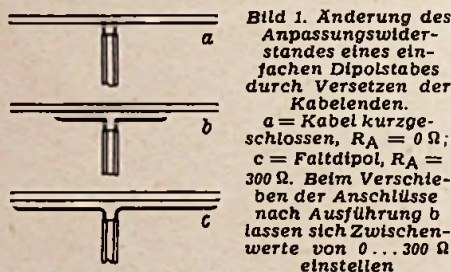 a
b
c
Bild 1. Änderung des
Anpassungswider-
standes eines ein-
fachen Dipolstabes
durch Versetzen der
Kabelenden.
a = Kabel kurzge-
schlossen, RA = 0 Ω;
c = Faltdipol, RA =
300 Ω. Beim Verschie-
ben der Anschlüsse
nach Ausführung b
lassen sich Zwischen-
werte von 0 ... 300 Ω
einstellen